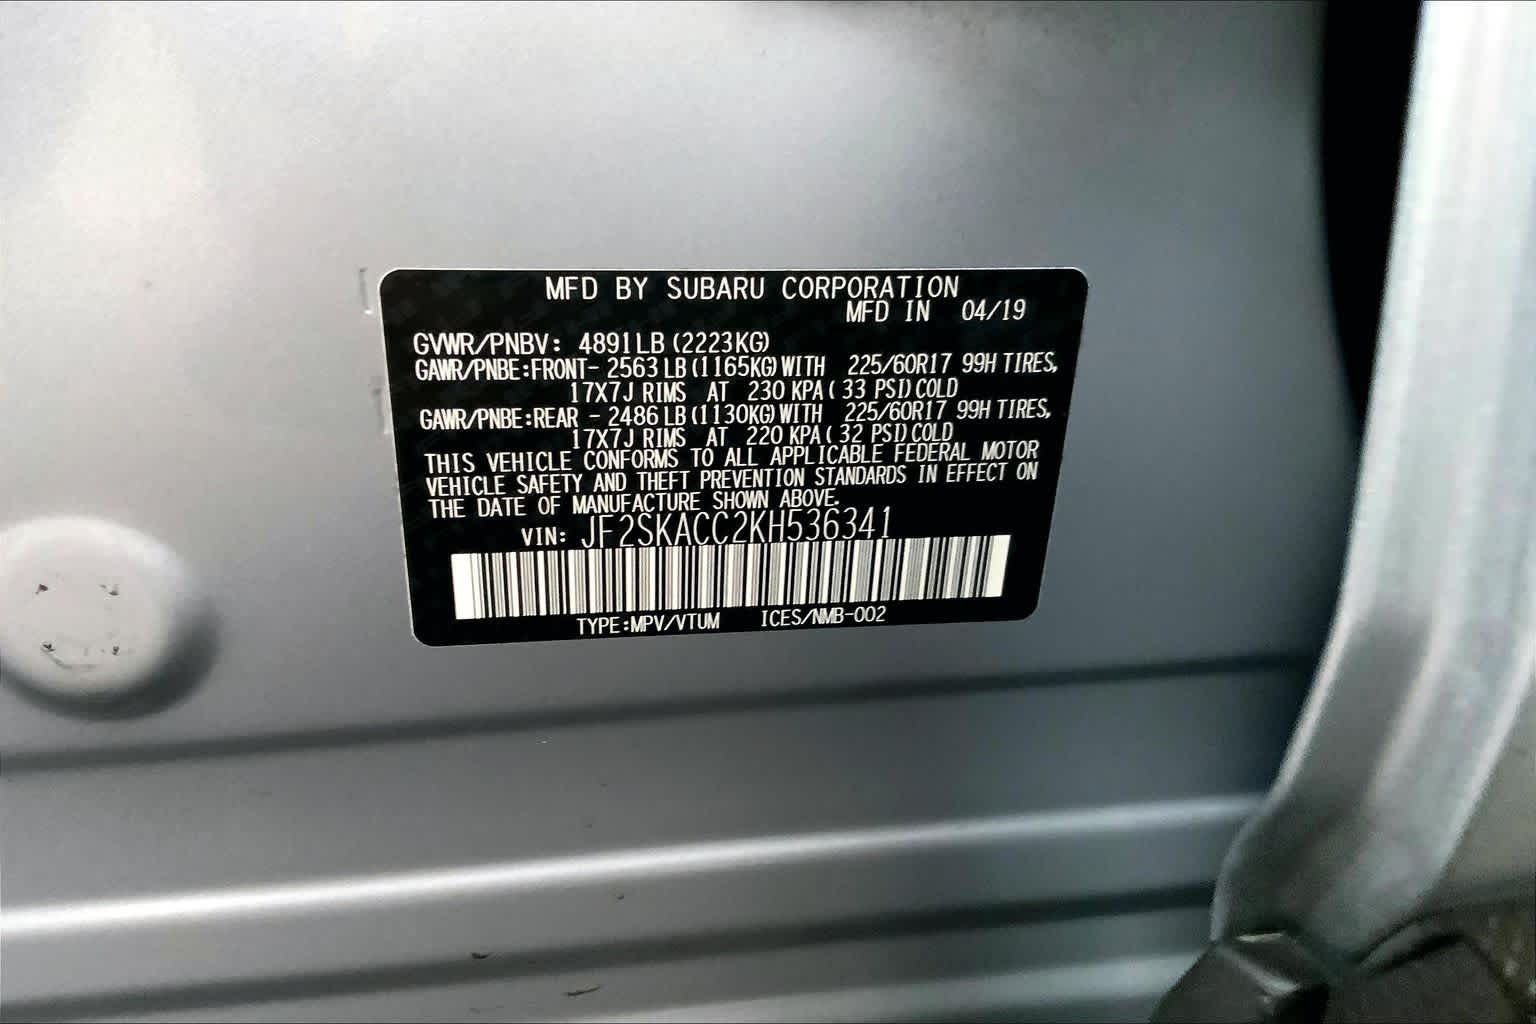 MFD BY SUBARU CORPORATION
MFD IN 04/19
GVWR/PNBV: 4891LB (2223KG)
GAWR/PNBE:FRONT- 2563 LB (1165KG) WITH 225/60R17 99H TIRES,
17X7J RIMS AT 230 KPA ( 33 PSI) COLD
GAWR/PNBE:REAR - 2486 LB (1130KG) WITH 225/60R17 99H TIRES,
17X7J RIMS AT 220 KPA ( 32 PSI) COLD
THIS VEHICLE CONFORMS TO ALL APPLICABLE FEDERAL MOTOR
VEHICLE SAFETY AND THEFT PREVENTION STANDARDS IN EFFECT ON
THE DATE OF MANUFACTURE SHOWN ABOVE.
VIN: JF2SKACC2KH536341
TYPE:MPV/VTUM ICES/NMB-002